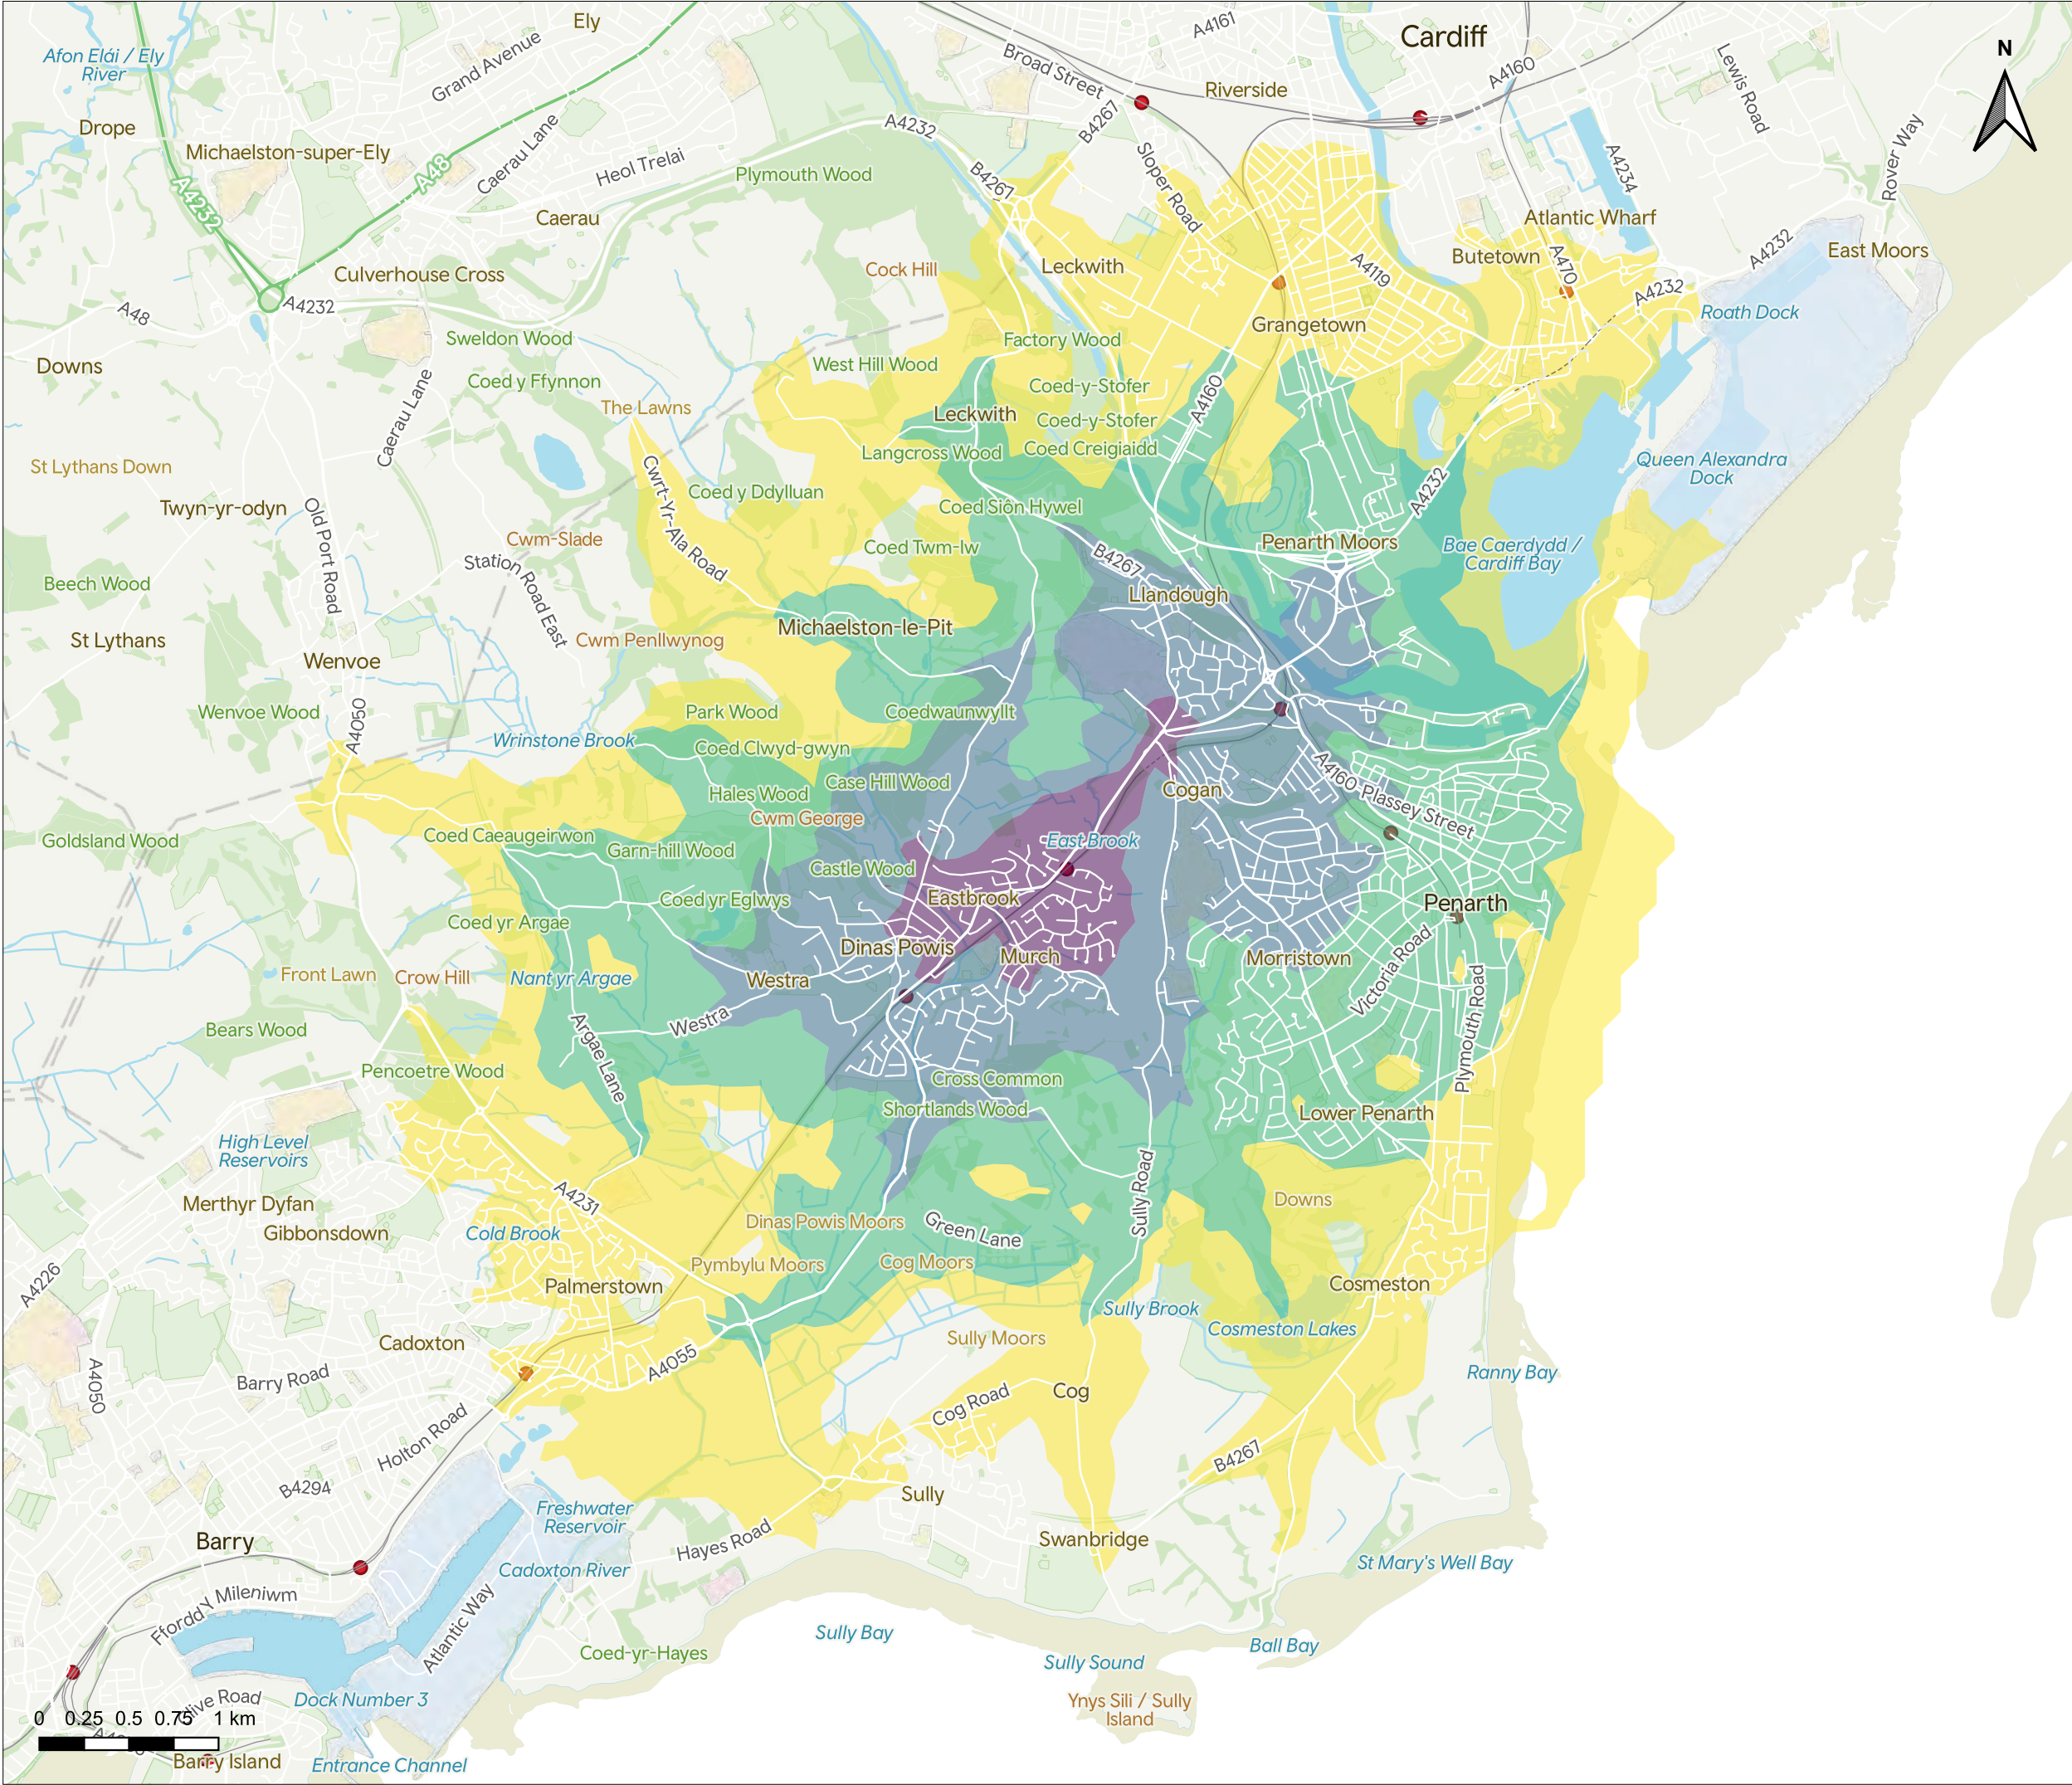 Ely
Cardiff
A4161
Afon Elái / Ely
River
Grand Avenue
Broad Street
Riverside
A4160
Lewis Road
N
Drope
Michaelston-super-Ely
A48
Caerau Lane
Heol Trelai
A4232
B4267
B4267
Sloper Road
A4234
Rover Way
A4232
Plymouth Wood
Caerau
Atlantic Wharf
Culverhouse Cross
Cock Hill
Leckwith
A4119
Butetown
A470
A4232
East Moors
A48
A4232
A4232
Roath Dock
Sweldon Wood
Factory Wood
Grangetown
Downs
Coed y Ffynnon
West Hill Wood
Coed-y-Stofer
The Lawns
Leckwith
Coed-y-Stofer
A4160
Caerau Lane
Langcross Wood
Coed Creigiaidd
St Lythans Down
Queen Alexandra
Dock
Twyn-yr-odyn
Old Port Road
Cwrt-Yr-Ala Road
Coed y Ddylluan
Coed Siôn Hywel
A4232
Cwm-Slade
Coed Twm-lw
B4267
Penarth Moors
Bae Caerdydd /
Cardiff Bay
Beech Wood
Station Road East
Llandough
St Lythans
Michaelston-le-Pit
Wenvoe
Cwm Penllwynog
Wenvoe Wood
A4050
Park Wood
Coedwaunwyllt
Wrinstone Brook
Coed Clwyd-gwyn
Case Hill Wood
Cogan
A4160
Plassey Street
Hales Wood
Cwm George
Goldsland Wood
Coed Caeaugeirwon
Garn-hill Wood
East Brook
Castle Wood
Coed yr Eglwys
Eastbrook
Penarth
Coed yr Argae
Dinas Powis
Murch
Morristown
Victoria Road
Front Lawn
Crow Hill
Nant yr Argae
Westra
Plymouth Road
Bears Wood
Argae Lane
Westra
Pencoetre Wood
Cross Common
Shortlands Wood
Lower Penarth
High Level
Reservoirs
Merthyr Dyfan
A4231
Sully Road
Downs
Gibbonsdown
Cold Brook
Dinas Powis Moors
Green Lane
Pymbylu Moors
Cog Moors
A4226
Palmerstown
Cosmeston
Sully Brook
Cosmeston Lakes
Cadoxton
Sully Moors
A4050
Barry Road
A4055
Ranny Bay
Cog Road
Cog
Holton Road
B4267
B4294
Sully
Freshwater
Reservoir
Barry
Hayes Road
Swanbridge
Cadoxton River
St Mary's Well Bay
Ffordd Y Mileniwm
Atlantic Way
Coed-yr-Hayes
Sully Bay
Ball Bay
Sully Sound
Dock Number 3
Ynys Sili / Sully
Island
0 0.25 0.5 0.75 1 km
Barry Island
Entrance Channel